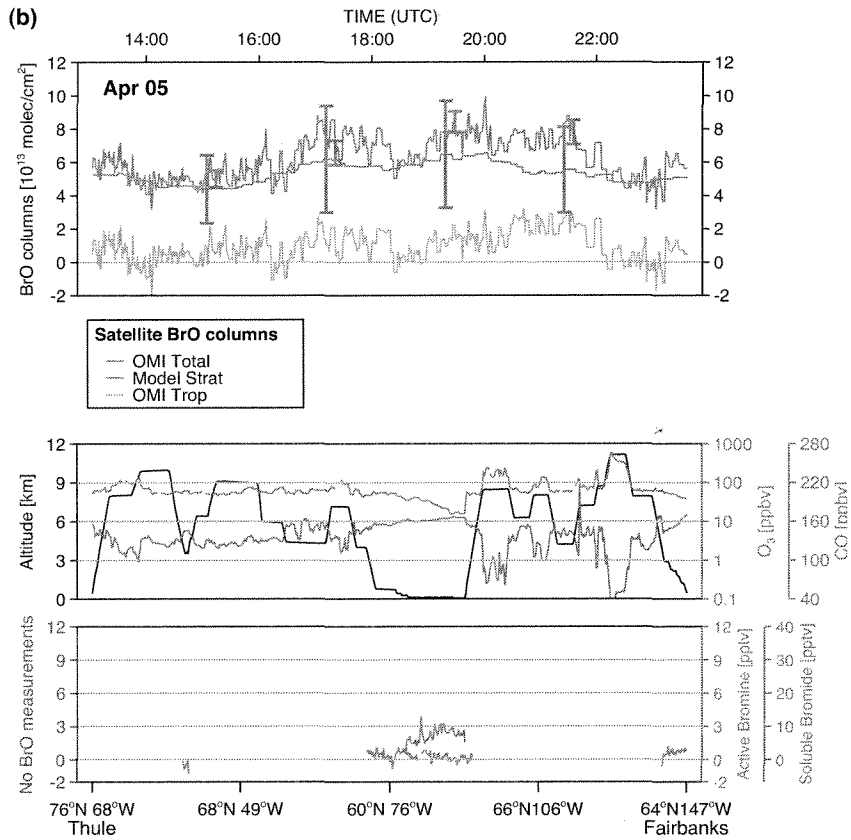 (b)
TIME (UTC)
14:00 16:00 18:00 20:00 22:00
Apr 05
BrO columns [10¹³ molec/cm²]
12 12
10 10
8 8
6 6
4 4
2 2
0 0
-2 -2
Satellite BrO columns
OMI Total
Model Strat
OMI Trop
Altitude [km]
O₃ [ppbv]
CO [ppbv]
12 1000 280
9 100 220
6 10 160
3 1 100
0 0.1 40
No BrO measurements
Active Bromine [pptv]
Soluble Bromide [pptv]
12 12 40
9 9 30
6 6 20
3 3 10
0 0 0
-2 -2
76°N 68°W 68°N 49°W 60°N 76°W 66°N106°W 64°N147°W
Thule Fairbanks